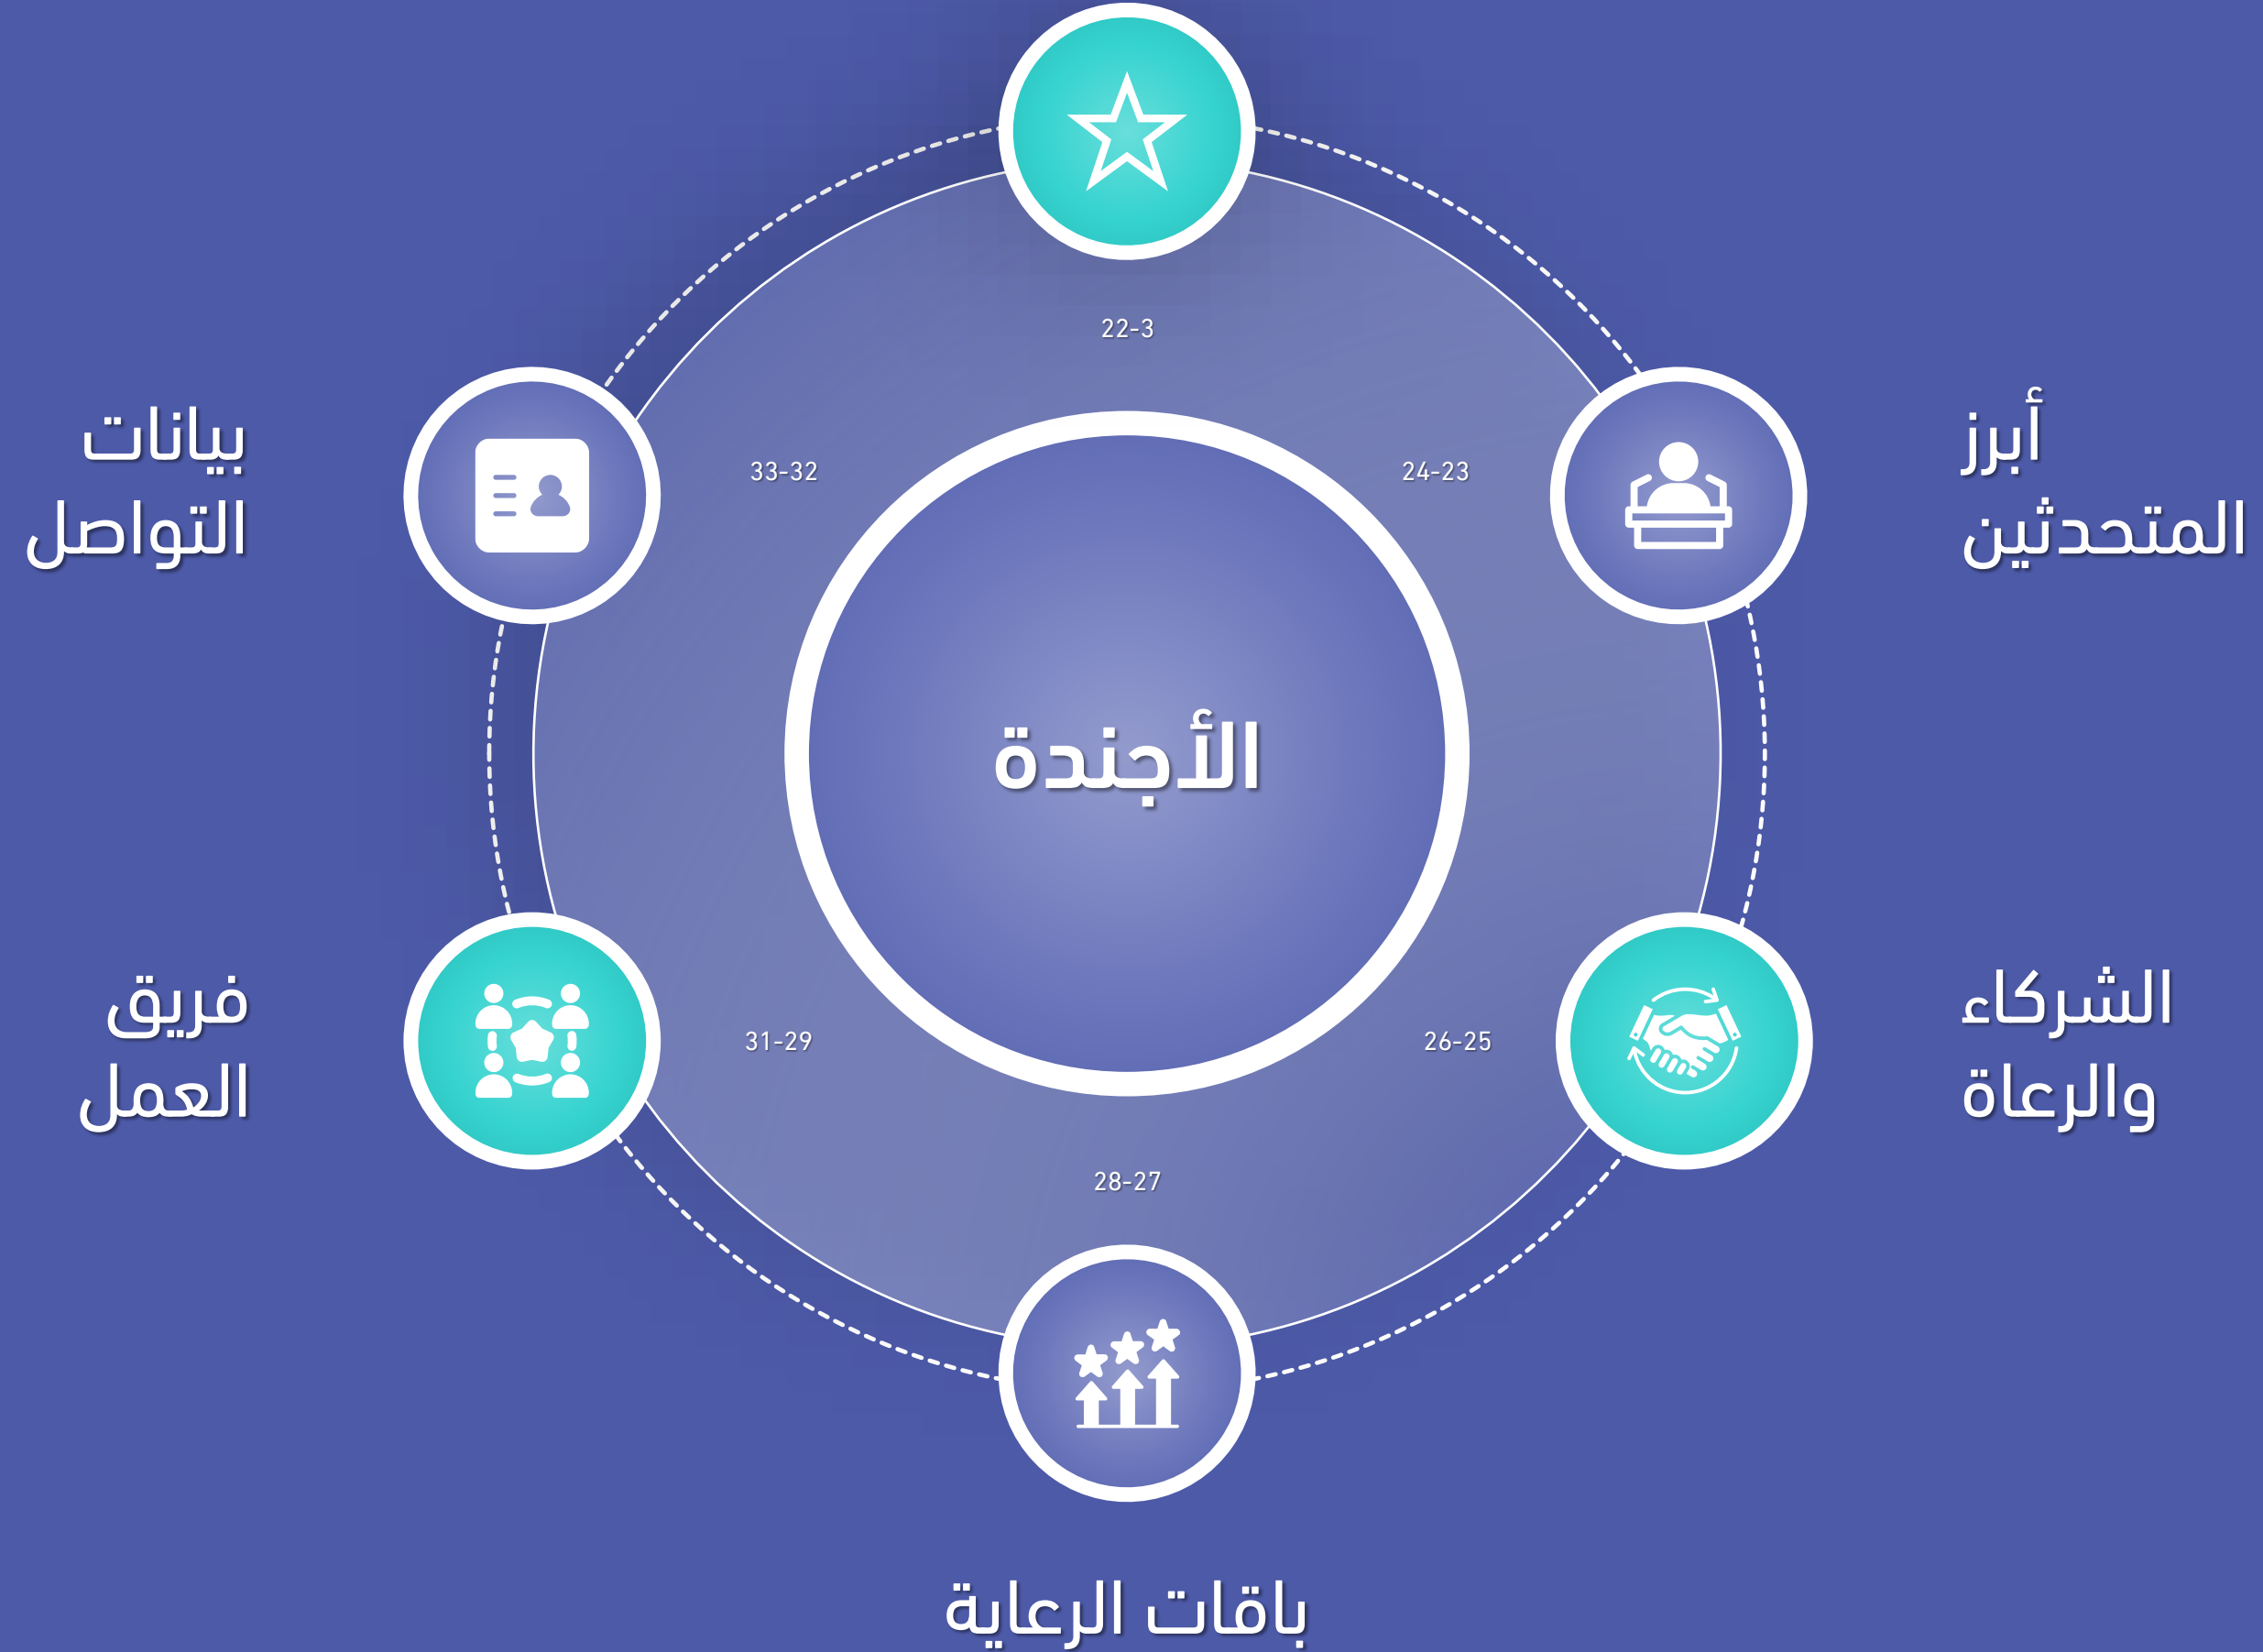 22-3
أبرز
المتحدثين
24-23
بيانات
التواصل
33-32
الأجندة
الشركاء
والرعاة
26-25
فريق
العمل
31-29
28-27
باقات الرعاية